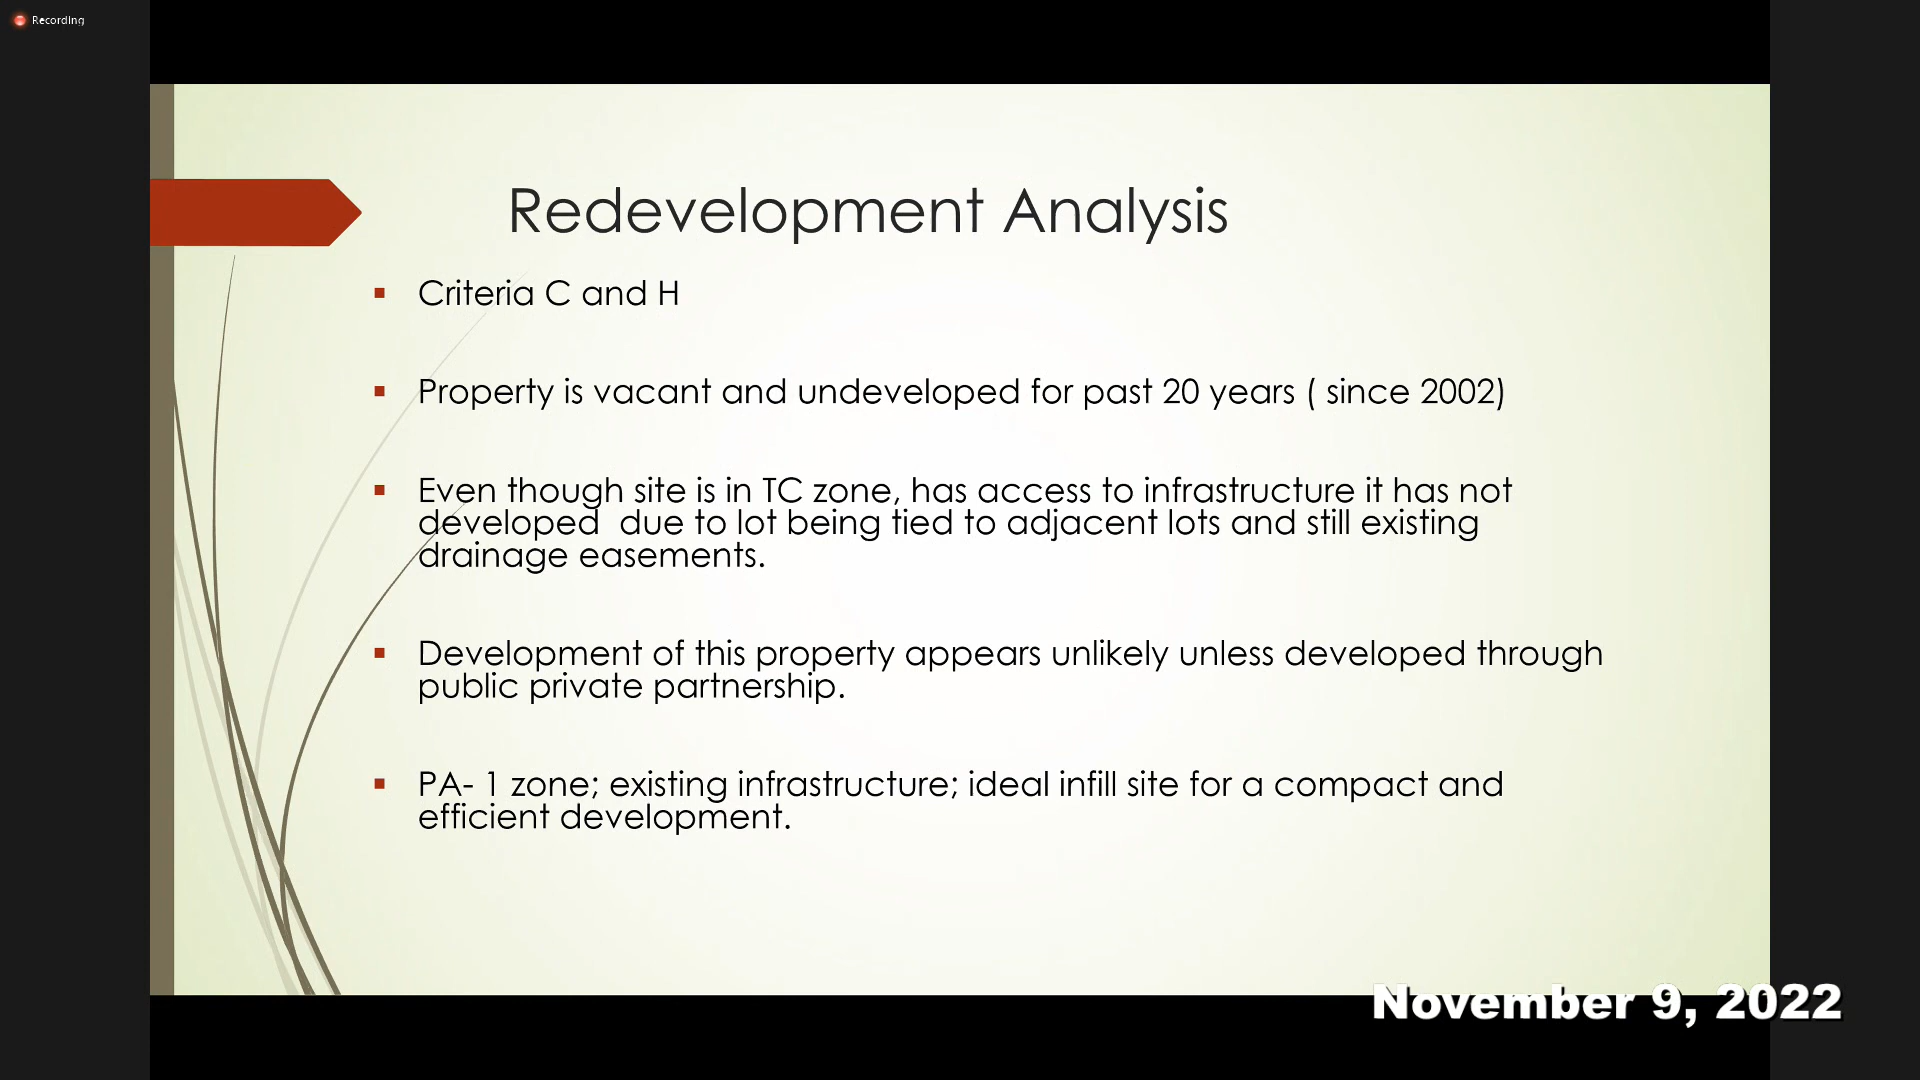 Recording
Redevelopment Analysis
Criteria C and H
Property is vacant and undeveloped for past 20 years ( since 2002)
Even though site is in TC zone, has access to infrastructure it has not
developed  due to lot being tied to adjacent lots and still existing
drainage easements.
Development of this property appears unlikely unless developed through
public private partnership.
PA- 1 zone; existing infrastructure; ideal infill site for a compact and
efficient development.
November 9, 2022